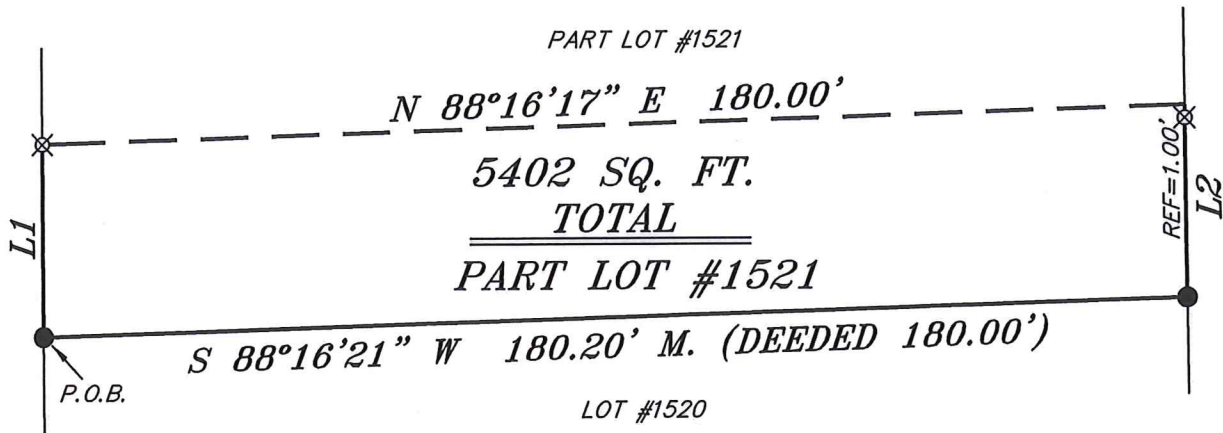 PART LOT #1521
N 88°16'17" E 180.00'
5402 SQ. FT.
TOTAL
PART LOT #1521
L1
REF=1.00'
L2
S 88°16'21" W 180.20' M. (DEEDED 180.00')
P.O.B.
LOT #1520